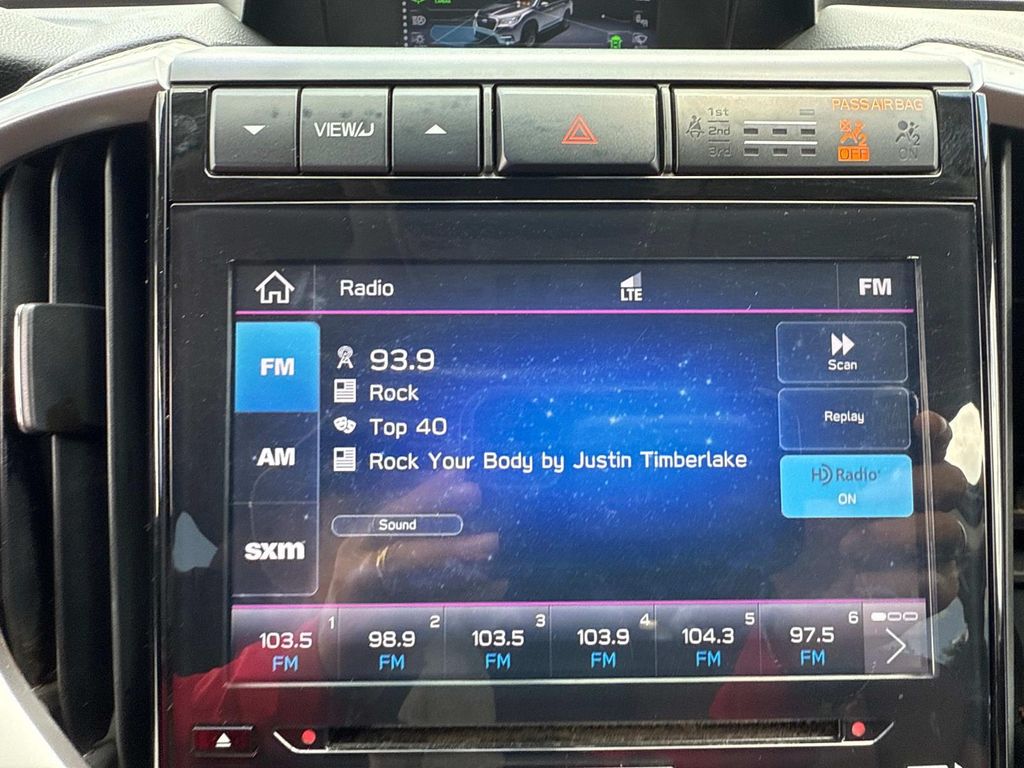 VIEW
PASS AIR BAG
1st
2nd
3rd
OFF
ON
Radio
LTE
FM
FM
AM
sxm
93.9
Rock
Top 40
Rock Your Body by Justin Timberlake
Sound
Scan
Replay
HD Radio
ON
1
103.5
FM
2
98.9
FM
3
103.5
FM
4
103.9
FM
5
104.3
FM
6
97.5
FM